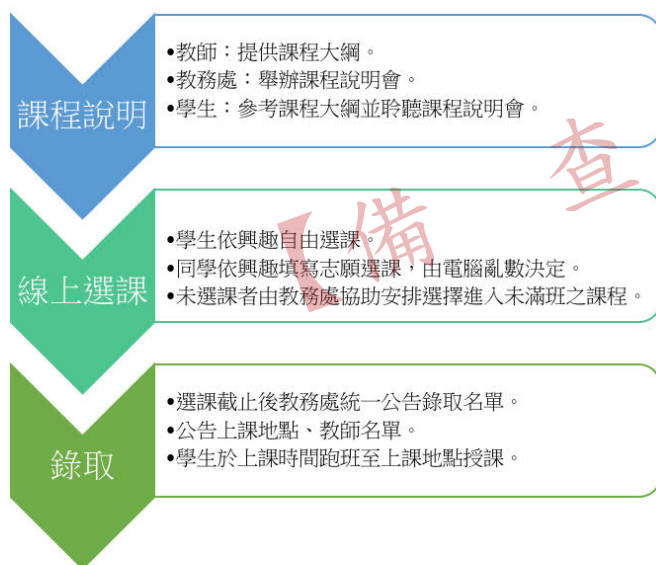 課程說明
•教師：提供課程大綱。
•教務處：舉辦課程說明會。
•學生：參考課程大綱並聆聽課程說明會。
線上選課
•學生依興趣自由選課。
•同學依興趣填寫志願選課，由電腦亂數決定。
•未選課者由教務處協助安排選擇進入未滿班之課程。
錄取
•選課截止後教務處統一公告錄取名單。
•公告上課地點、教師名單。
•學生於上課時間跑班至上課地點授課。
【備查